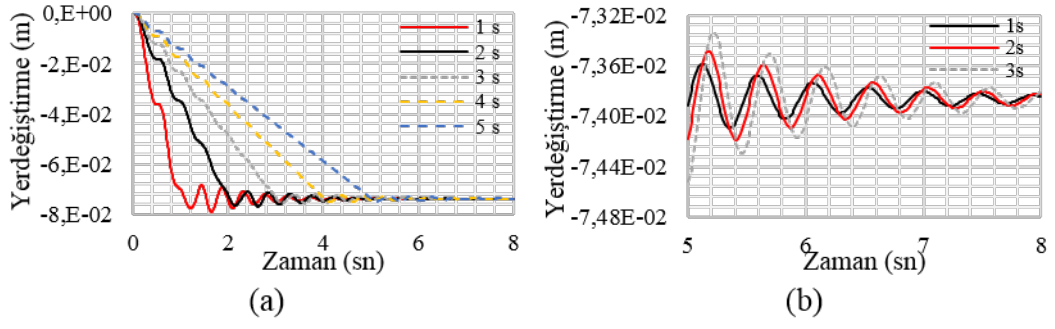 0,E+00
-2,E-02
-4,E-02
-6,E-02
-8,E-02
Yerdeğiştirme (m)
1 s
2 s
3 s
4 s
5 s
0 2 4 6 8
Zaman (sn)
(a)
-7,32E-02
-7,36E-02
-7,40E-02
-7,44E-02
-7,48E-02
Yerdeğiştirme (m)
1s
2s
3s
5 6 7 8
Zaman (sn)
(b)